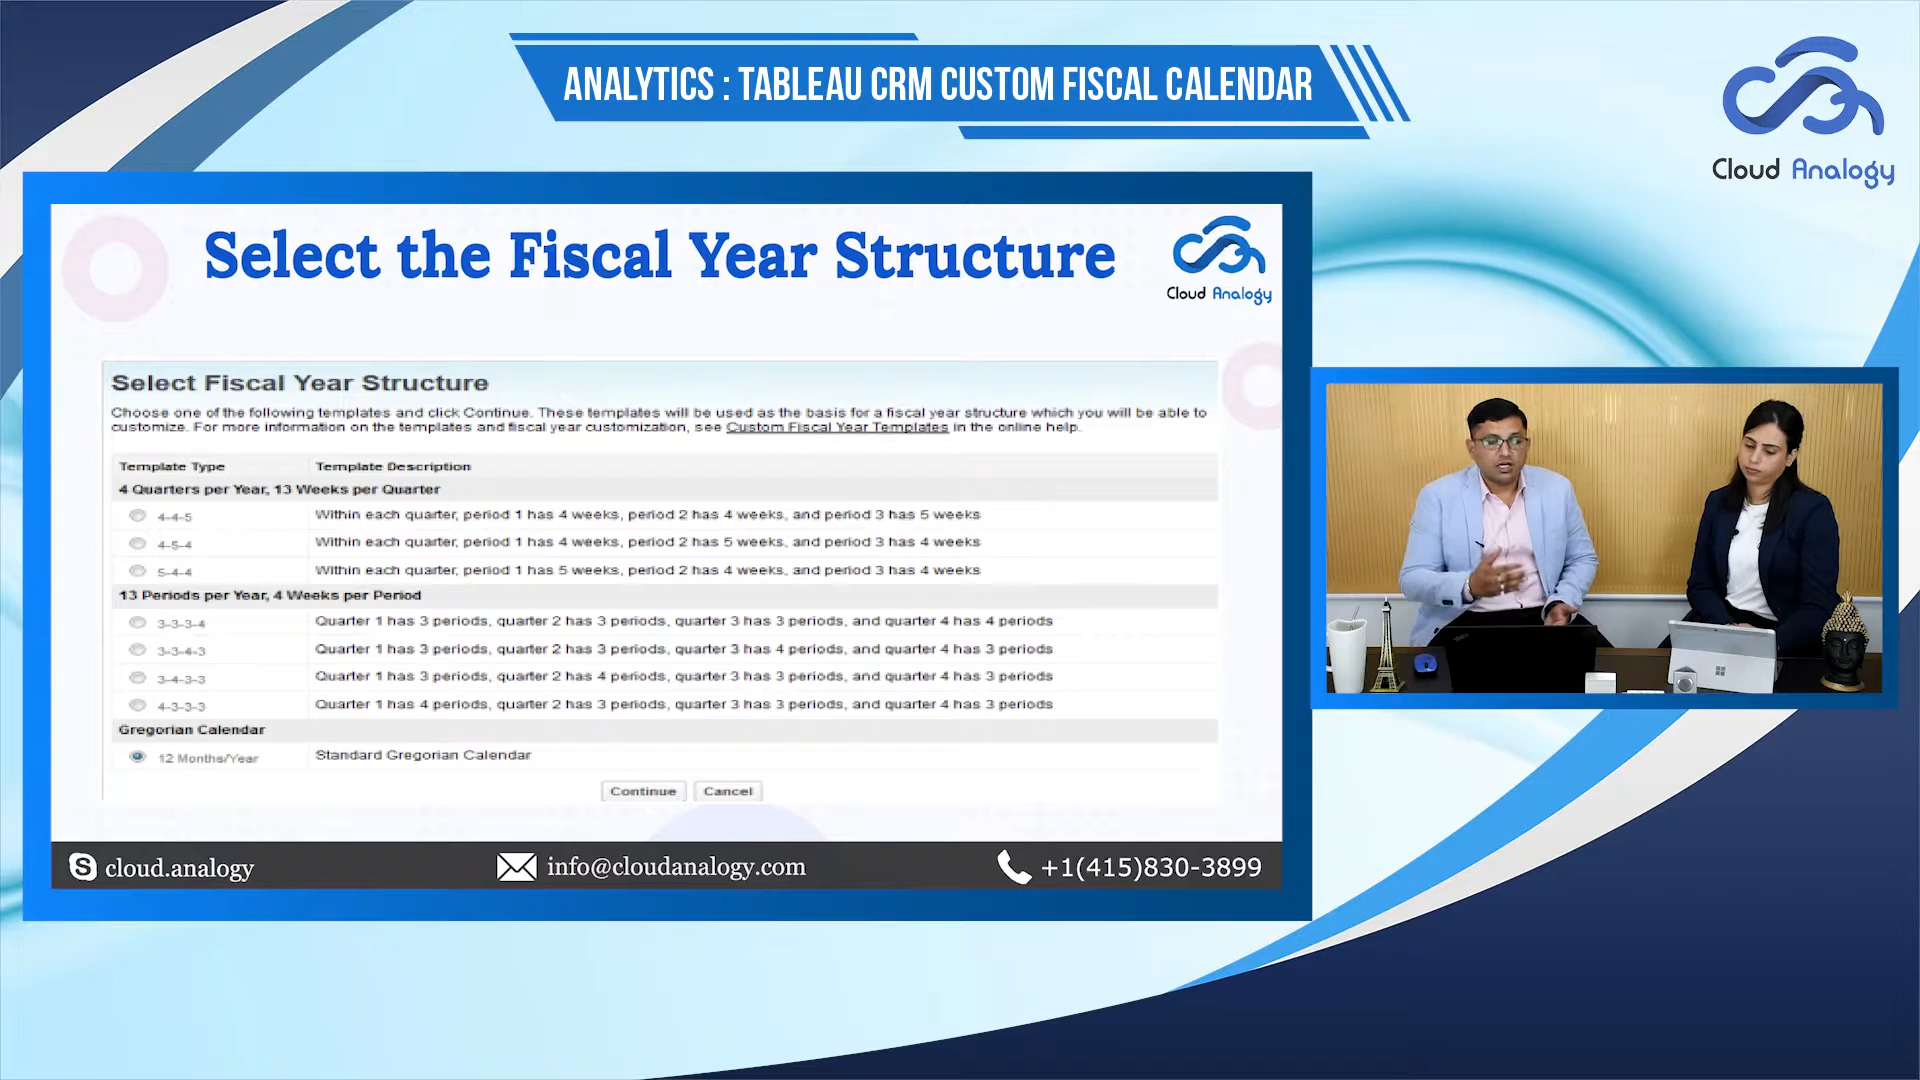 ANALYTICS : TABLEAU CRM CUSTOM FISCAL CALENDAR
Cloud Analogy
Select the Fiscal Year Structure
Cloud Analogy
Select Fiscal Year Structure
Choose one of the following templates and click Continue. These templates will be used as the basis for a fiscal year structure which you will be able to
customize. For more information on the templates and fiscal year customization, see Custom Fiscal Year Templates in the online help.
Template Type Template Description
4 Quarters per Year, 13 Weeks per Quarter
4-4-5 Within each quarter, period 1 has 4 weeks, period 2 has 4 weeks, and period 3 has 5 weeks
4-5-4 Within each quarter, period 1 has 4 weeks, period 2 has 5 weeks, and period 3 has 4 weeks
5-4-4 Within each quarter, period 1 has 5 weeks, period 2 has 4 weeks, and period 3 has 4 weeks
13 Periods per Year, 4 Weeks per Period
3-3-3-4 Quarter 1 has 3 periods, quarter 2 has 3 periods, quarter 3 has 3 periods, and quarter 4 has 4 periods
3-3-4-3 Quarter 1 has 3 periods, quarter 2 has 3 periods, quarter 3 has 4 periods, and quarter 4 has 3 periods
3-4-3-3 Quarter 1 has 3 periods, quarter 2 has 4 periods, quarter 3 has 3 periods, and quarter 4 has 3 periods
4-3-3-3 Quarter 1 has 4 periods, quarter 2 has 3 periods, quarter 3 has 3 periods, and quarter 4 has 3 periods
Gregorian Calendar
12 Months/Year Standard Gregorian Calendar
Continue Cancel
cloud.analogy
info@cloudanalogy.com
+1(415)830-3899